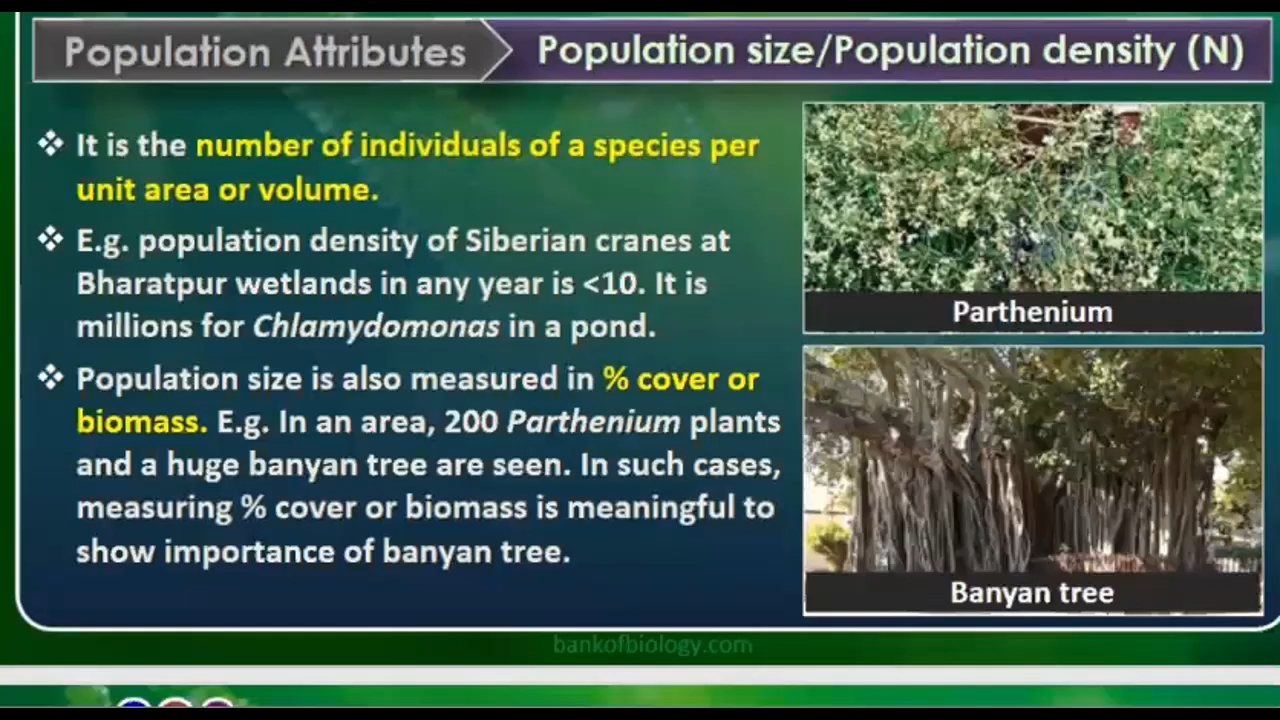 Population Attributes
Population size/Population density (N)
❖ It is the number of individuals of a species per
unit area or volume.
❖ E.g. population density of Siberian cranes at
Bharatpur wetlands in any year is <10. It is
millions for Chlamydomonas in a pond.
❖ Population size is also measured in % cover or
biomass. E.g. In an area, 200 Parthenium plants
and a huge banyan tree are seen. In such cases,
measuring % cover or biomass is meaningful to
show importance of banyan tree.
Parthenium
Banyan tree
bankofbiology.com